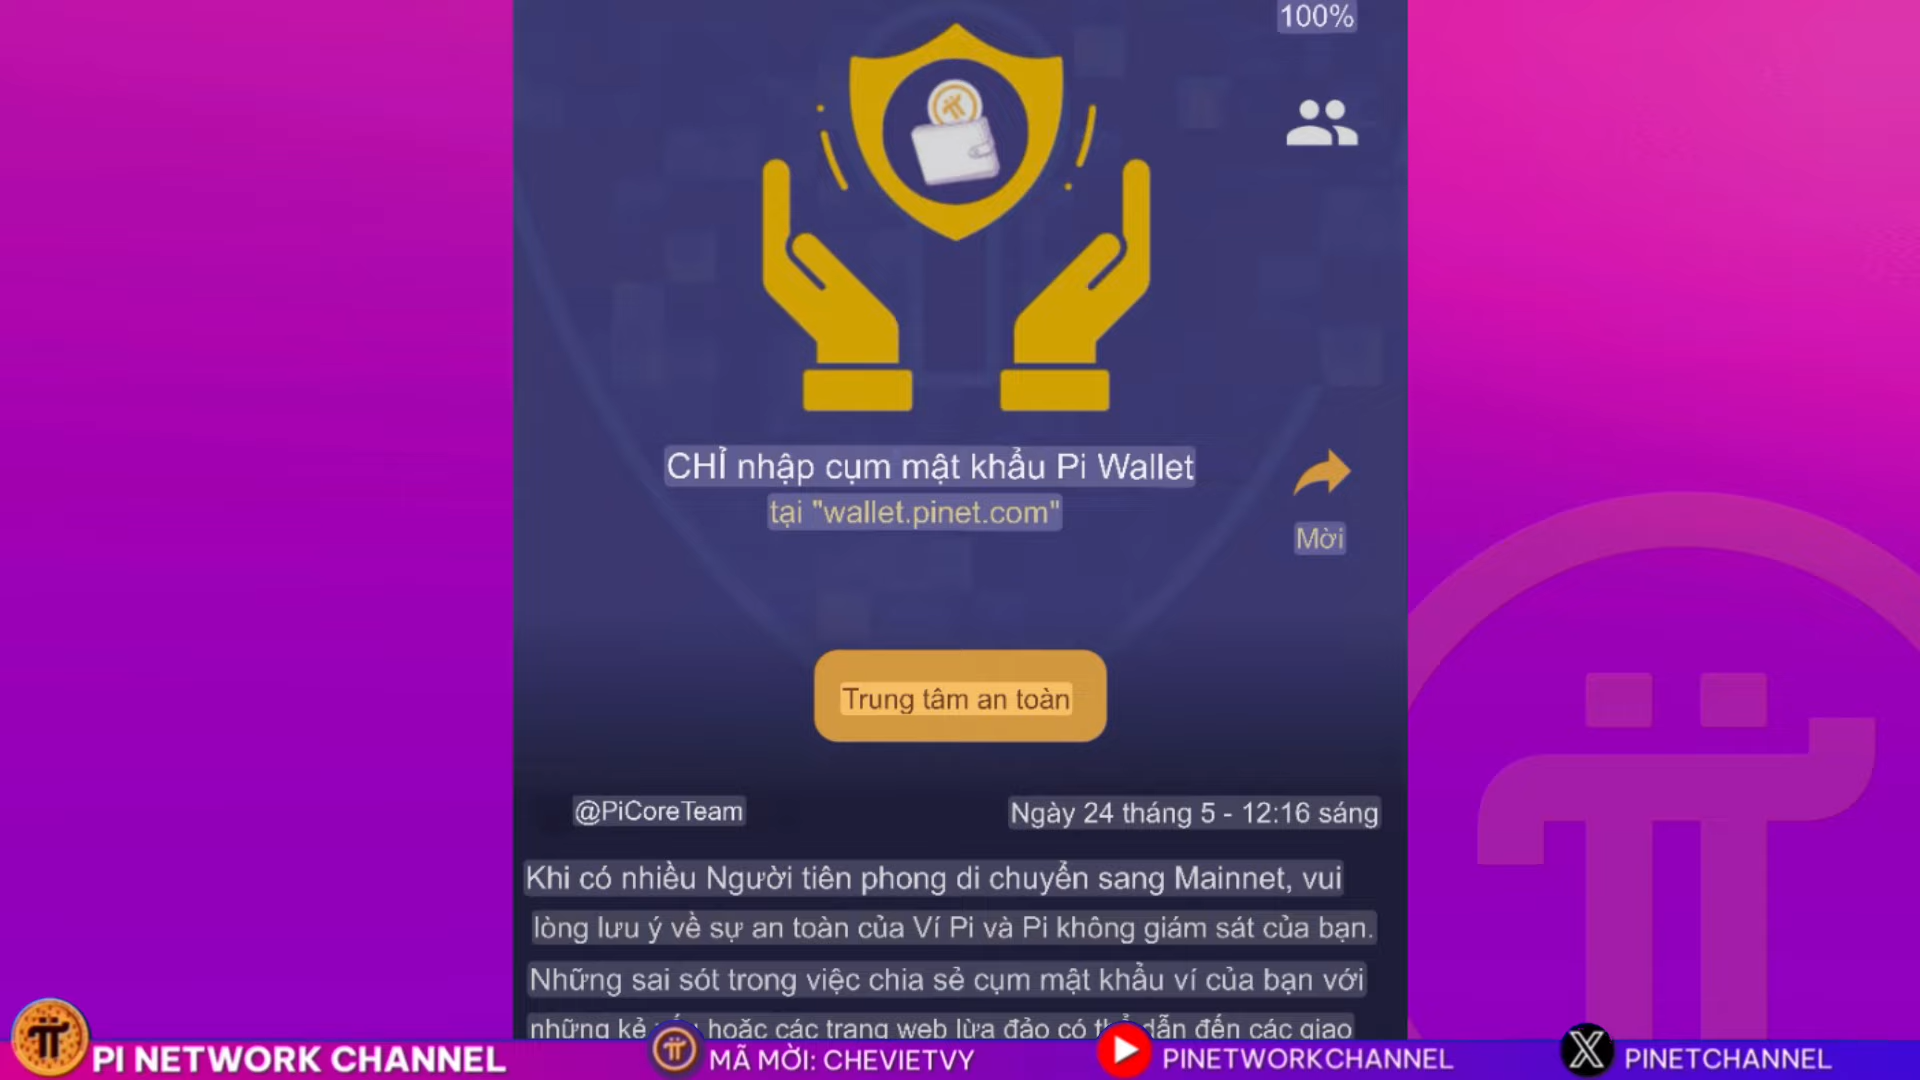 100%
CHỈ nhập cụm mật khẩu Pi Wallet
tại "wallet.pinet.com"
Mời
Trung tâm an toàn
@PiCoreTeam
Ngày 24 tháng 5 - 12:16 sáng
Khi có nhiều Người tiên phong di chuyển sang Mainnet, vui
lòng lưu ý về sự an toàn của Ví Pi và Pi không giám sát của bạn.
Những sai sót trong việc chia sẻ cụm mật khẩu ví của bạn với
những kẻ hoặc các trang web lừa đảo có dẫn đến các giao
PI NETWORK CHANNEL
MÃ MỜI: CHEVIETVY
PINETWORKCHANNEL
PINETCHANNEL